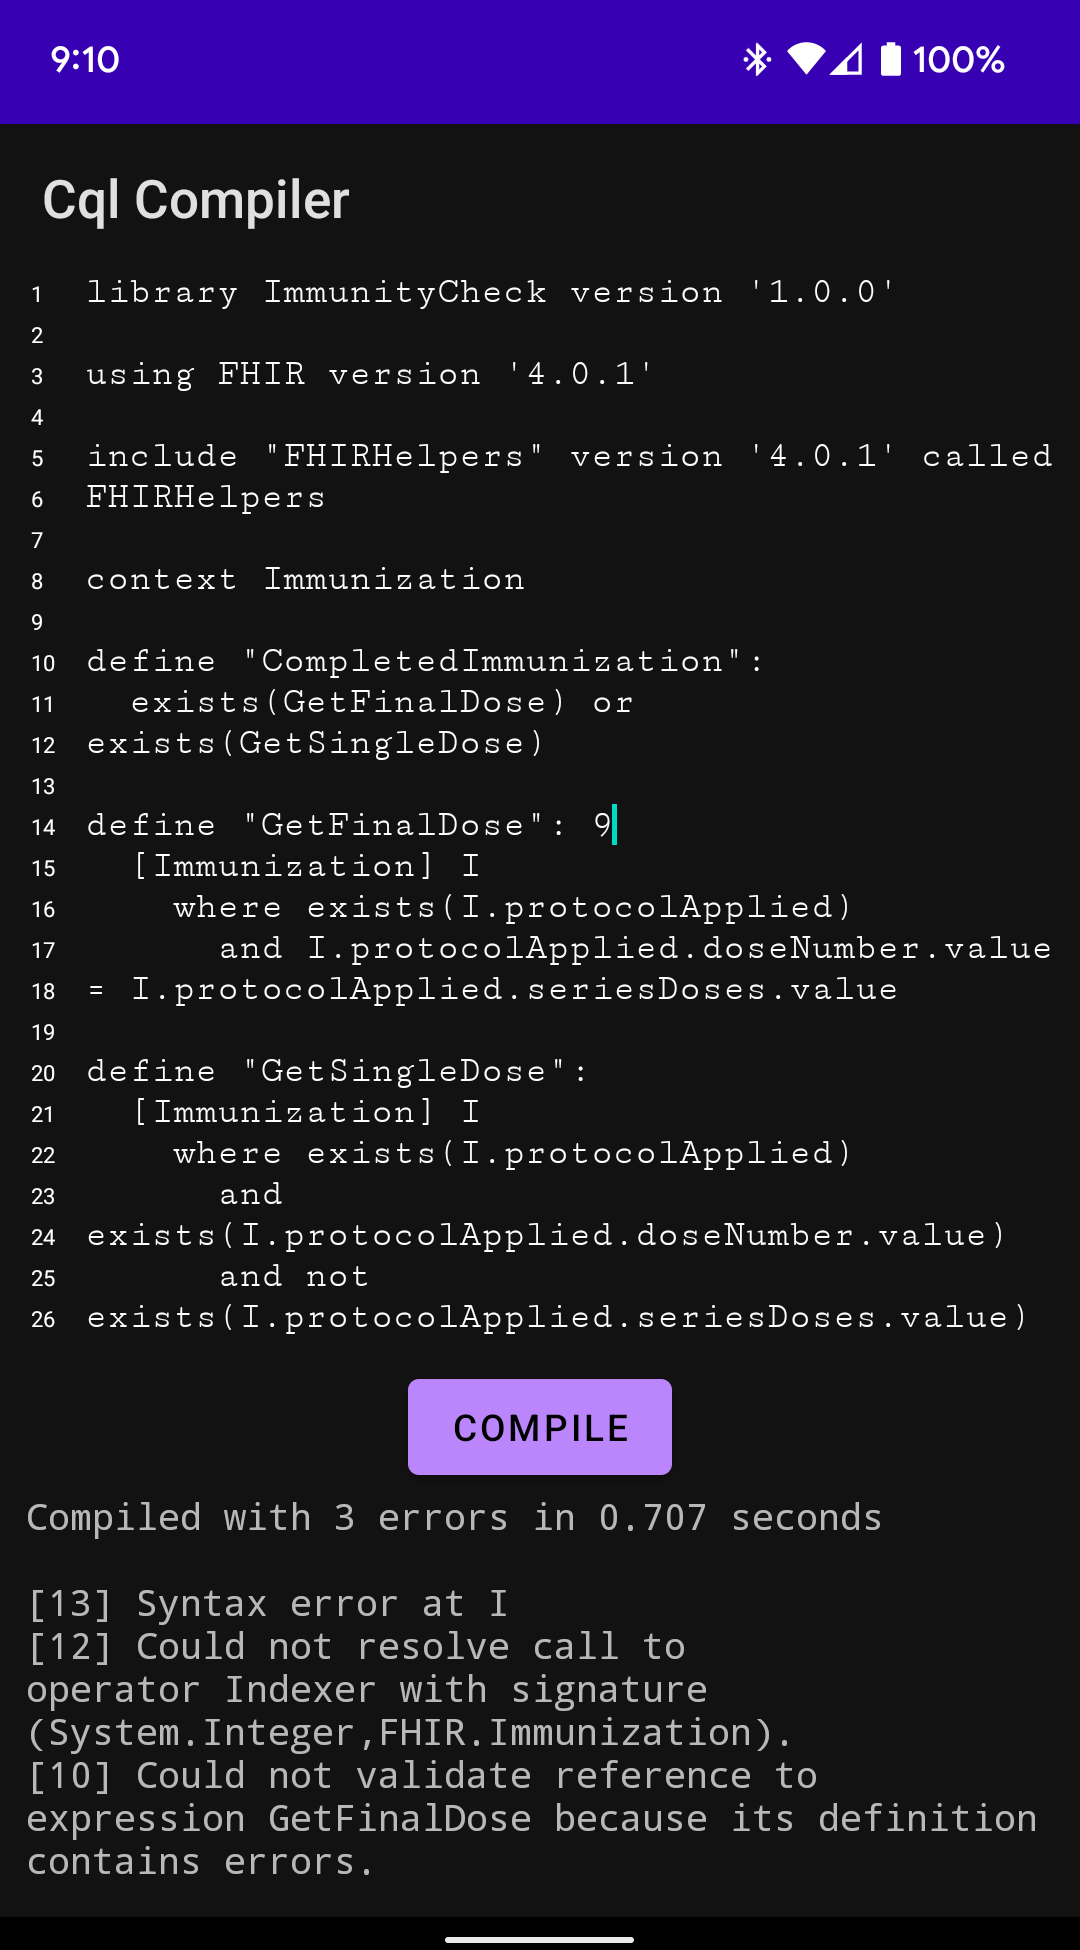 9:10 100%
Cql Compiler
1 library ImmunityCheck version '1.0.0'
2
3 using FHIR version '4.0.1'
4
5 include "FHIRHelpers" version '4.0.1' called
6 FHIRHelpers
7
8 context Immunization
9
10 define "CompletedImmunization":
11   exists(GetFinalDose) or
12 exists(GetSingleDose)
13
14 define "GetFinalDose": 9
15   [Immunization] I
16     where exists(I.protocolApplied)
17       and I.protocolApplied.doseNumber.value
18 = I.protocolApplied.seriesDoses.value
19
20 define "GetSingleDose":
21   [Immunization] I
22     where exists(I.protocolApplied)
23       and
24 exists(I.protocolApplied.doseNumber.value)
25       and not
26 exists(I.protocolApplied.seriesDoses.value)
COMPILE
Compiled with 3 errors in 0.707 seconds
[13] Syntax error at I
[12] Could not resolve call to
operator Indexer with signature
(System.Integer,FHIR.Immunization).
[10] Could not validate reference to
expression GetFinalDose because its definition
contains errors.